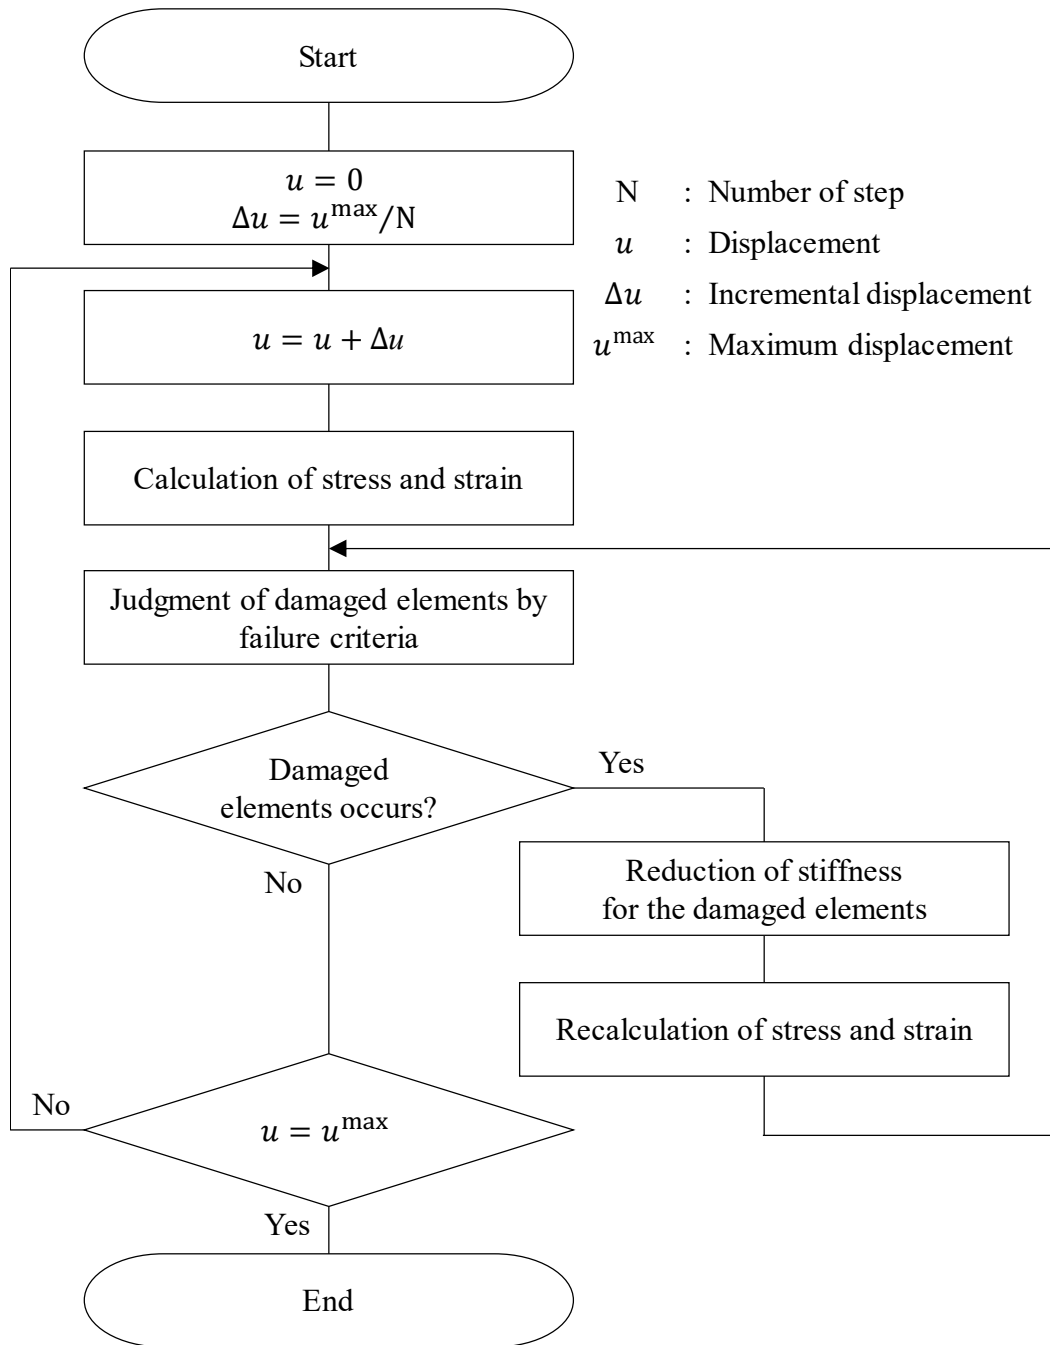 Start
u = 0
Δu = u^max/N
N : Number of step
u : Displacement
Δu : Incremental displacement
u^max : Maximum displacement
u = u + Δu
Calculation of stress and strain
Judgment of damaged elements by
failure criteria
Damaged
elements occurs?
Yes
No
Reduction of stiffness
for the damaged elements
Recalculation of stress and strain
No
u = u^max
Yes
End